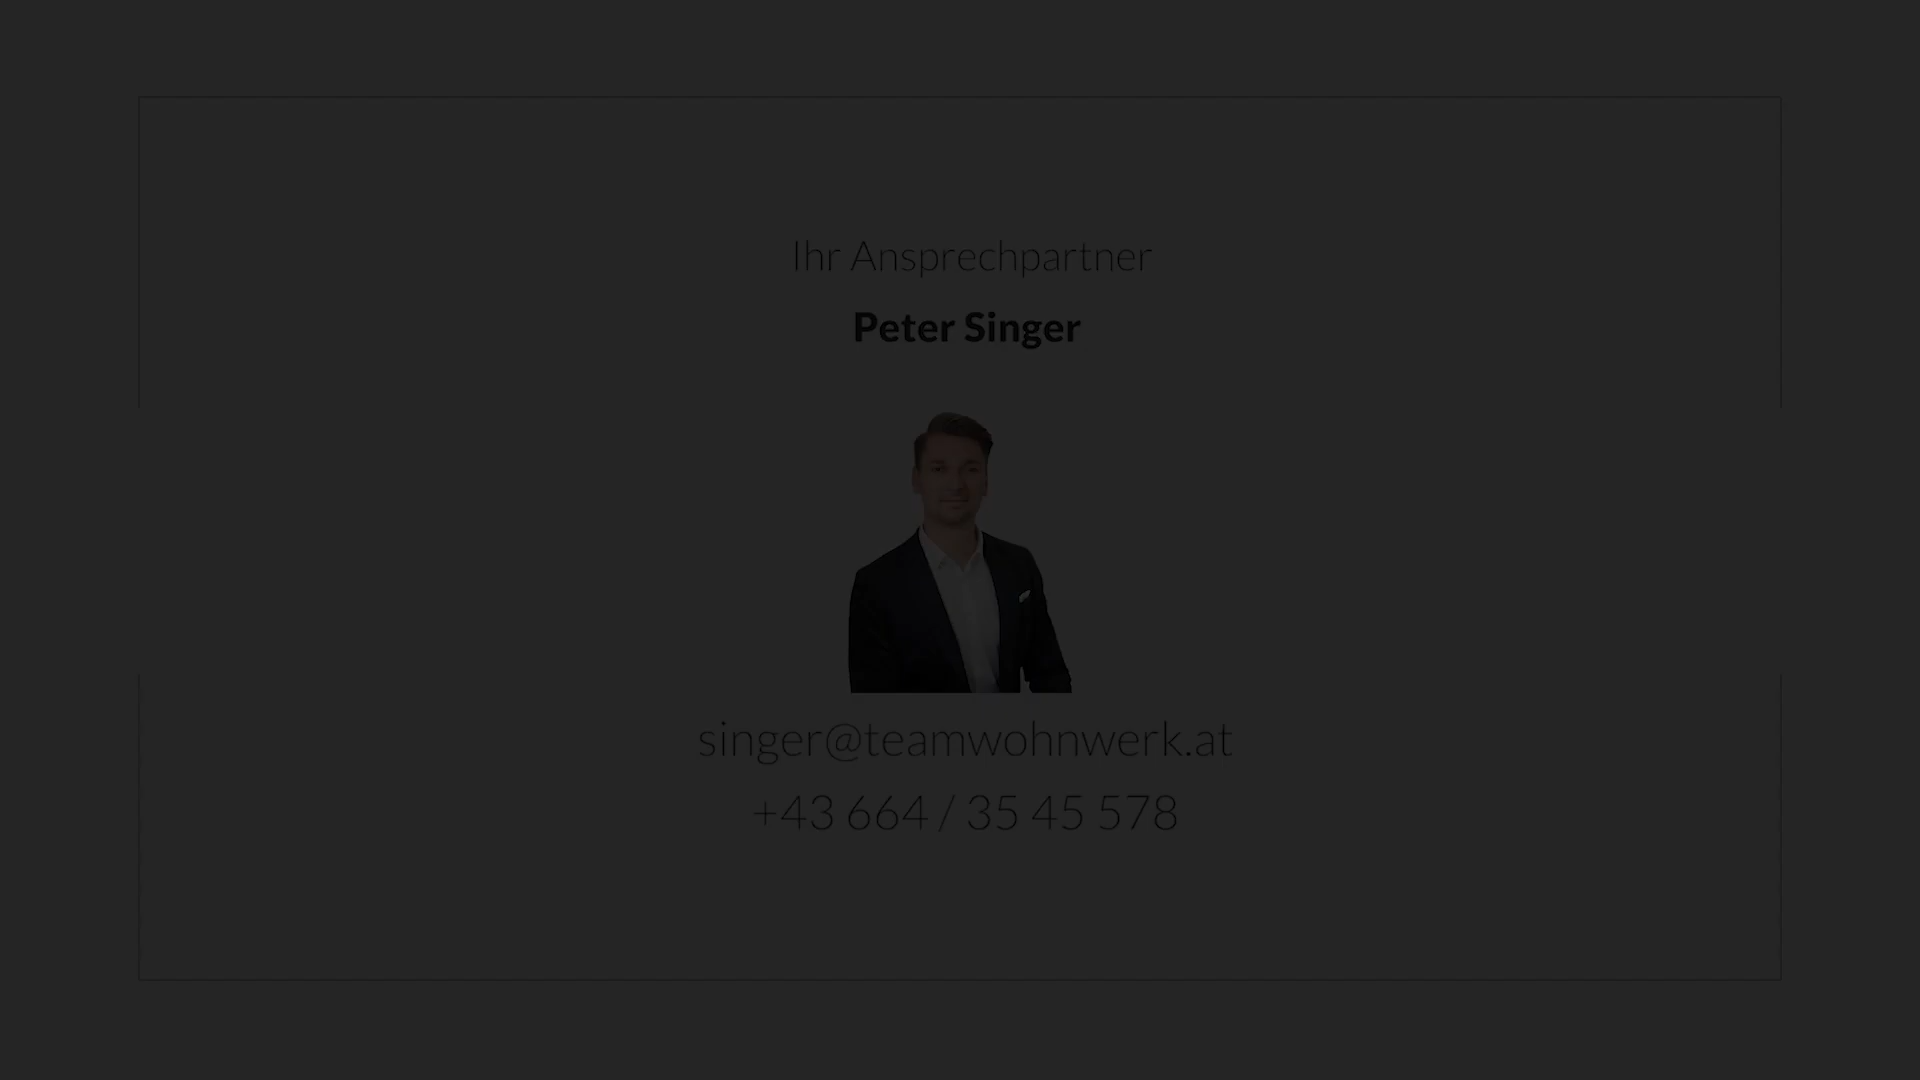 Ihr Ansprechpartner
Peter Singer
singer@teamwohnwerk.at
+43 664 / 35 45 578